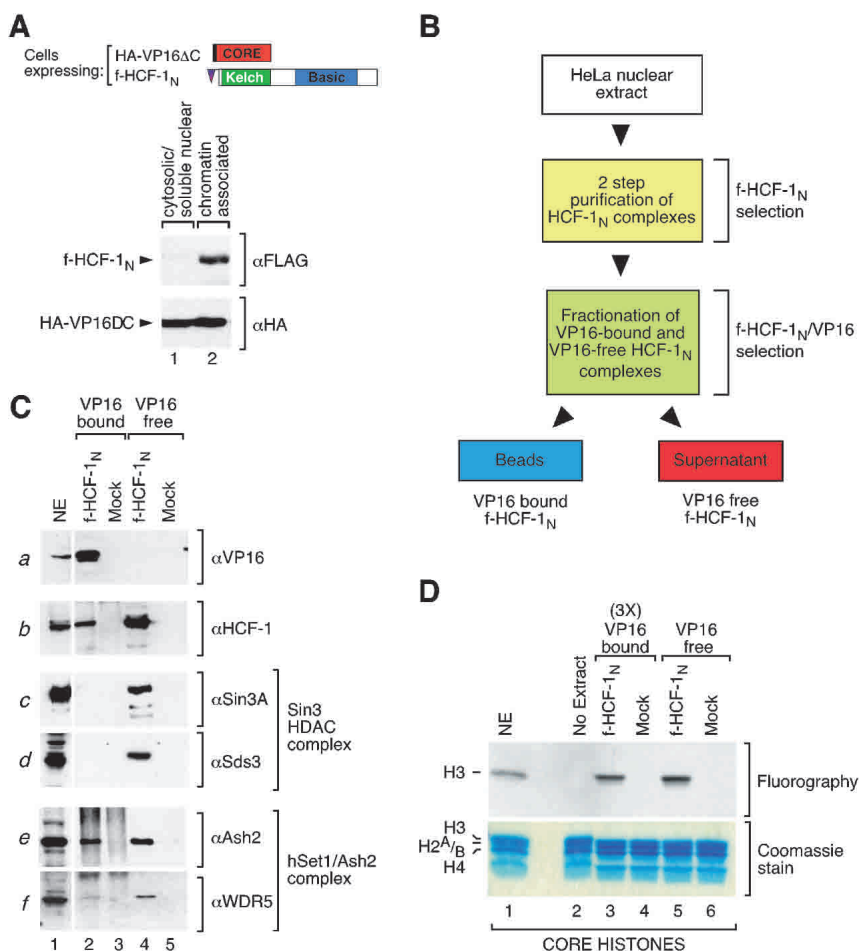 A
Cells
expressing:
HA-VP16ΔC
f-HCF-1N
CORE
Kelch
Basic
cytosolic/
soluble nuclear
chromatin
associated
f-HCF-1N
αFLAG
HA-VP16DC
αHA
1 2
B
HeLa nuclear
extract
2 step
purification of
HCF-1N complexes
f-HCF-1N
selection
Fractionation of
VP16-bound and
VP16-free HCF-1N
complexes
f-HCF-1N/VP16
selection
Beads
Supernatant
VP16 bound
f-HCF-1N
VP16 free
f-HCF-1N
C
VP16
bound
VP16
free
NE
f-HCF-1N
Mock
f-HCF-1N
Mock
a
αVP16
b
αHCF-1
c
αSin3A
d
αSds3
Sin3
HDAC
complex
e
αAsh2
f
αWDR5
hSet1/Ash2
complex
1 2 3 4 5
D
(3X)
VP16
bound
VP16
free
NE
No Extract
f-HCF-1N
Mock
f-HCF-1N
Mock
H3
Fluorography
H3
H2A/B
H4
Coomassie
stain
1 2 3 4 5 6
CORE HISTONES